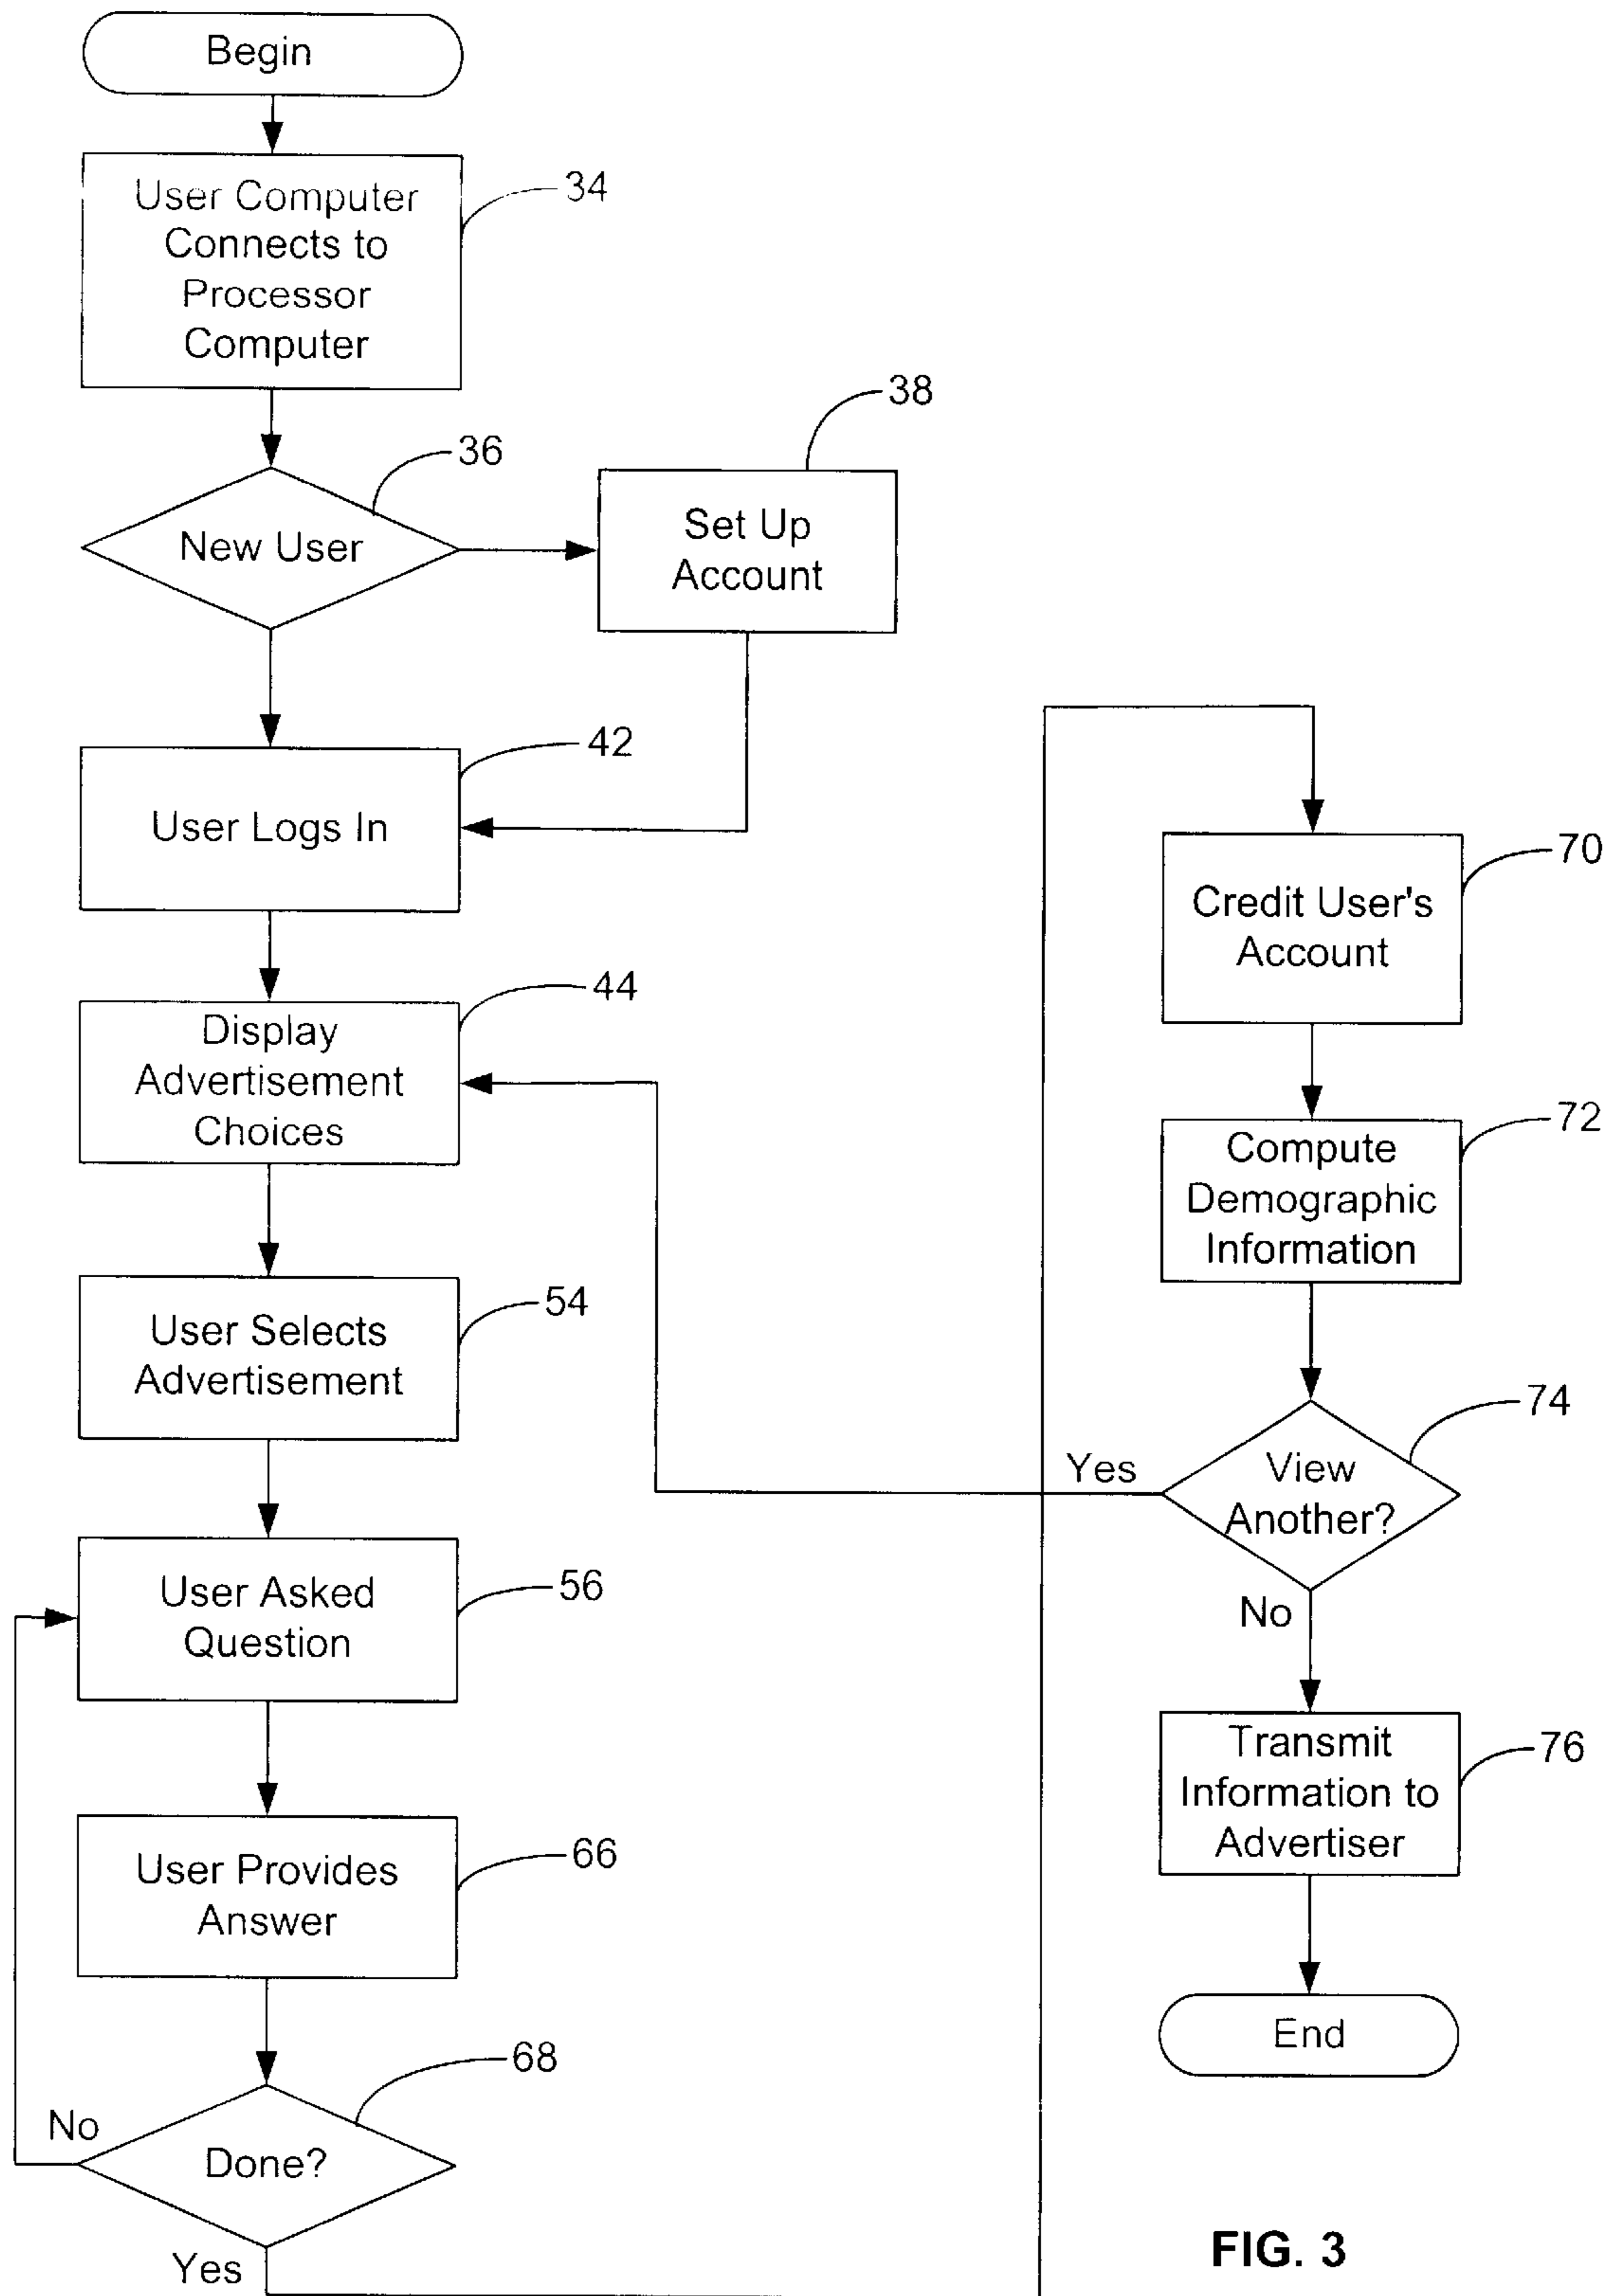 Begin
User Computer
Connects to
Processor
Computer
34
New User
36
Set Up
Account
38
User Logs In
42
Display
Advertisement
Choices
44
User Selects
Advertisement
54
User Asked
Question
56
User Provides
Answer
66
Done?
68
No
Yes
Credit User's
Account
70
Compute
Demographic
Information
72
View
Another?
74
Yes
No
Transmit
Information to
Advertiser
76
End
FIG. 3